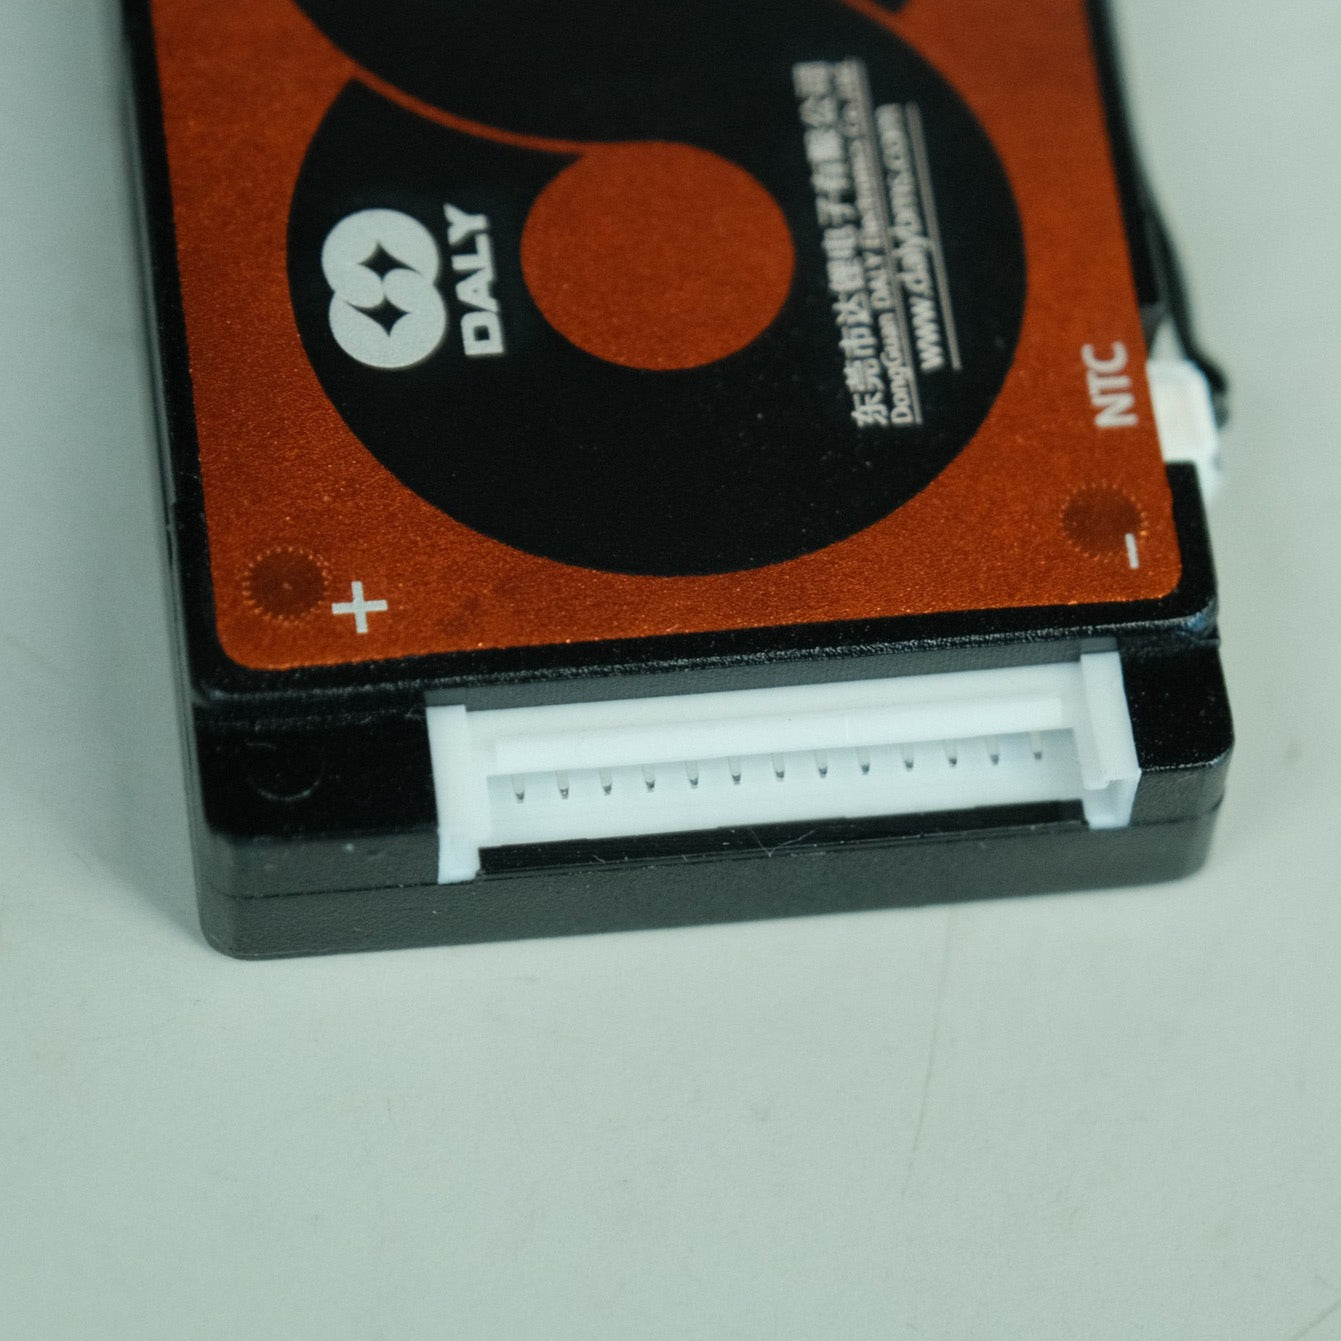 DALY
东莞市达锂电子有限公司
DongGuan DALY Electronics Co.,Ltd.
www.dalybms.com
NTC
+
-